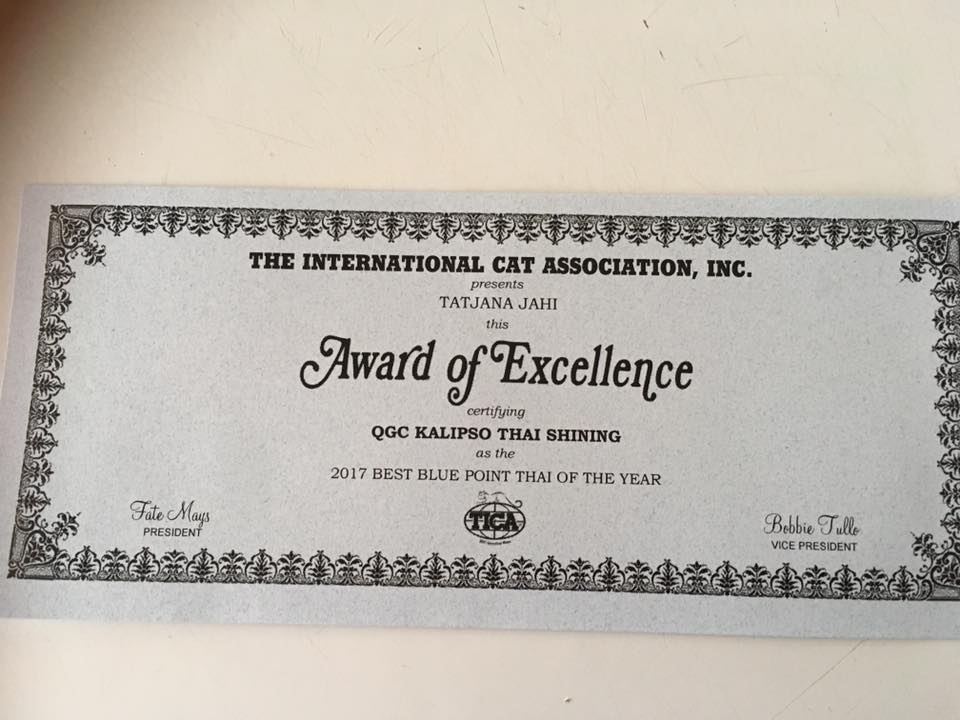 THE INTERNATIONAL CAT ASSOCIATION, INC.
presents
TATJANA JAHI
this
Award of Excellence
certifying
QGC KALIPSO THAI SHINING
as the
2017 BEST BLUE POINT THAI OF THE YEAR
Fate Mays
PRESIDENT
TICA
Bobbie Tullo
VICE PRESIDENT